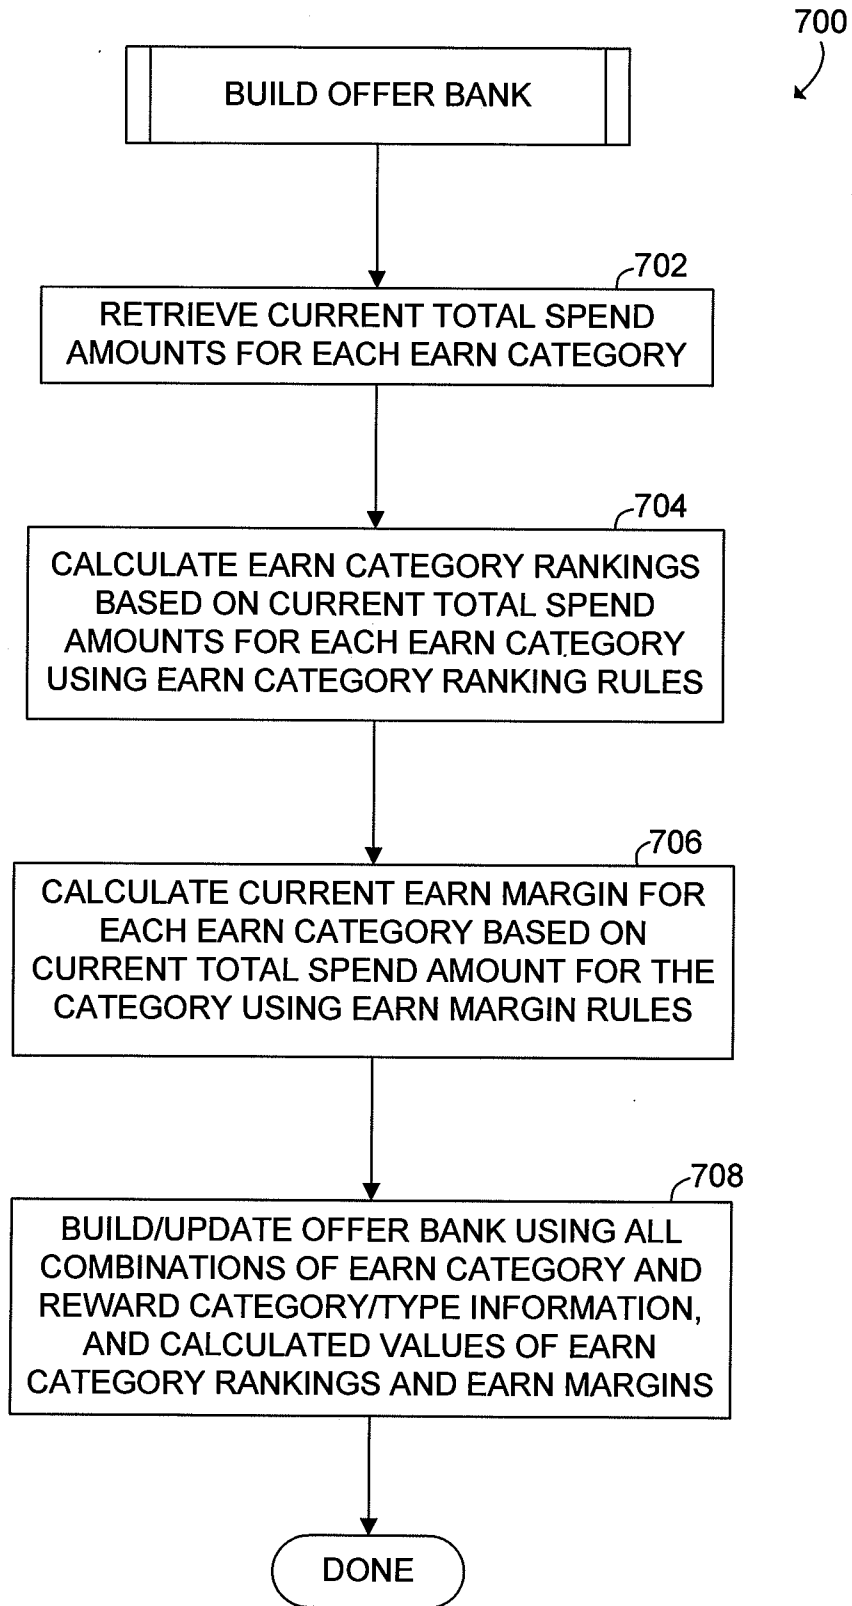 700
BUILD OFFER BANK
702
RETRIEVE CURRENT TOTAL SPEND
AMOUNTS FOR EACH EARN CATEGORY
704
CALCULATE EARN CATEGORY RANKINGS
BASED ON CURRENT TOTAL SPEND
AMOUNTS FOR EACH EARN CATEGORY
USING EARN CATEGORY RANKING RULES
706
CALCULATE CURRENT EARN MARGIN FOR
EACH EARN CATEGORY BASED ON
CURRENT TOTAL SPEND AMOUNT FOR THE
CATEGORY USING EARN MARGIN RULES
708
BUILD/UPDATE OFFER BANK USING ALL
COMBINATIONS OF EARN CATEGORY AND
REWARD CATEGORY/TYPE INFORMATION,
AND CALCULATED VALUES OF EARN
CATEGORY RANKINGS AND EARN MARGINS
DONE